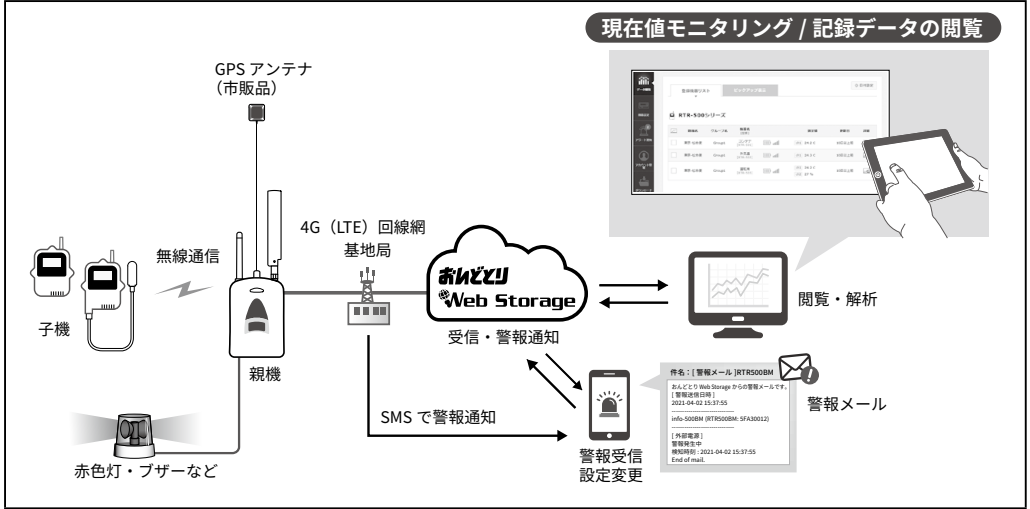 現在値モニタリング / 記録データの閲覧
GPS アンテナ
（市販品）
RTR-500シリーズ
4G（LTE）回線網
基地局
無線通信
おんどとり
Web Storage
閲覧・解析
子機
受信・警報通知
親機
件名：[ 警報メール ]RTR500BM
おんどとり Web Storage からの警報メールです。
[ 警報送信日時 ]
2021-04-02 15:37:55
info-500BM (RTR500BM: 5FA30012)
[ 外部電源 ]
警報発生中
検知時刻 : 2021-04-02 15:37:55
End of mail.
警報メール
SMS で警報通知
赤色灯・ブザーなど
警報受信
設定変更